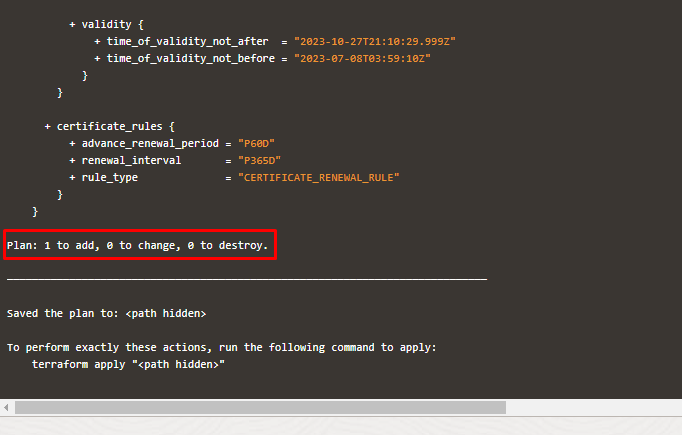 + validity {
+ time_of_validity_not_after = "2023-10-27T21:10:29.999Z"
+ time_of_validity_not_before = "2023-07-08T03:59:10Z"
}
}
+ certificate_rules {
+ advance_renewal_period = "P60D"
+ renewal_interval = "P365D"
+ rule_type = "CERTIFICATE_RENEWAL_RULE"
}
}
Plan: 1 to add, 0 to change, 0 to destroy.
Saved the plan to: <path hidden>
To perform exactly these actions, run the following command to apply:
terraform apply "<path hidden>"